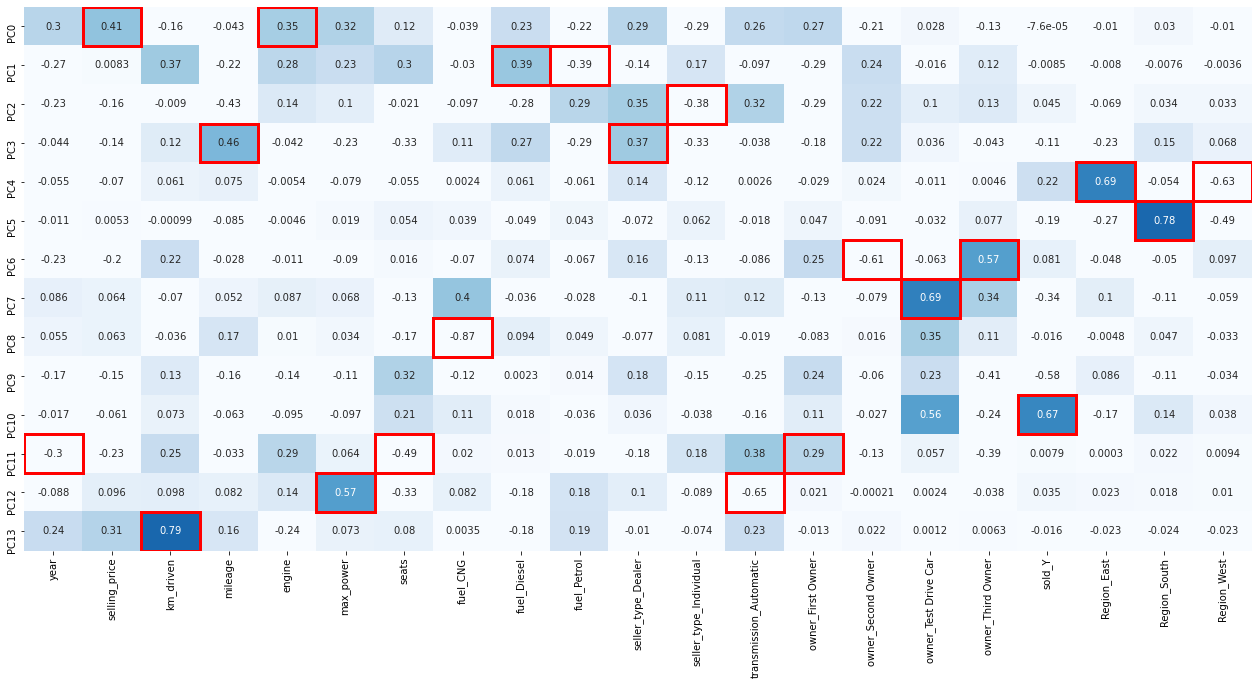 PC0 0.3 0.41 -0.16 -0.043 0.35 0.32 0.12 -0.039 0.23 -0.22 0.29 -0.29 0.26 0.27 -0.21 0.028 -0.13 -7.6e-05 -0.01 0.03 -0.01
PC1 -0.27 0.0083 0.37 -0.22 0.28 0.23 0.3 -0.03 0.39 -0.39 -0.14 0.17 -0.097 -0.29 0.24 -0.016 0.12 -0.0085 -0.008 -0.0076 -0.0036
PC2 -0.23 -0.16 -0.009 -0.43 0.14 0.1 -0.021 -0.097 -0.28 0.29 0.35 -0.38 0.32 -0.29 0.22 0.1 0.13 0.045 -0.069 0.034 0.033
PC3 -0.044 -0.14 0.12 0.46 -0.042 -0.23 -0.33 0.11 0.27 -0.29 0.37 -0.33 -0.038 -0.18 0.22 0.036 -0.043 -0.11 -0.23 0.15 0.068
PC4 -0.055 -0.07 0.061 0.075 -0.0054 -0.079 -0.055 0.0024 0.061 -0.061 0.14 -0.12 0.0026 -0.029 0.024 -0.011 0.0046 0.22 0.69 -0.054 -0.63
PC5 -0.011 0.0053 -0.00099 -0.085 -0.0046 0.019 0.054 0.039 -0.049 0.043 -0.072 0.062 -0.018 0.047 -0.091 -0.032 0.077 -0.19 -0.27 0.78 -0.49
PC6 -0.23 -0.2 0.22 -0.028 -0.011 -0.09 0.016 -0.07 0.074 -0.067 0.16 -0.13 -0.086 0.25 -0.61 -0.063 0.57 0.081 -0.048 -0.05 0.097
PC7 0.086 0.064 -0.07 0.052 0.087 0.068 -0.13 0.4 -0.036 -0.028 -0.1 0.11 0.12 -0.13 -0.079 0.69 0.34 -0.34 0.1 -0.11 -0.059
PC8 0.055 0.063 -0.036 0.17 0.01 0.034 -0.17 -0.87 0.094 0.049 -0.077 0.081 -0.019 -0.083 0.016 0.35 0.11 -0.016 -0.0048 0.047 -0.033
PC9 -0.17 -0.15 0.13 -0.16 -0.14 -0.11 0.32 -0.12 0.0023 0.014 0.18 -0.15 -0.25 0.24 -0.06 0.23 -0.41 -0.58 0.086 -0.11 -0.034
PC10 -0.017 -0.061 0.073 -0.063 -0.095 -0.097 0.21 0.11 0.018 -0.036 0.036 -0.038 -0.16 0.11 -0.027 0.56 -0.24 0.67 -0.17 0.14 0.038
PC11 -0.3 -0.23 0.25 -0.033 0.29 0.064 -0.49 0.02 0.013 -0.019 -0.18 0.18 0.38 0.29 -0.13 0.057 -0.39 0.0079 0.0003 0.022 0.0094
PC12 -0.088 0.096 0.098 0.082 0.14 0.57 -0.33 0.082 -0.18 0.18 0.1 -0.089 -0.65 0.021 -0.00021 0.0024 -0.038 0.035 0.023 0.018 0.01
PC13 0.24 0.31 0.79 0.16 -0.24 0.073 0.08 0.0035 -0.18 0.19 -0.01 -0.074 0.23 -0.013 0.022 0.0012 0.0063 -0.016 -0.023 -0.024 -0.023
year
selling_price
km_driven
mileage
engine
max_power
seats
fuel_CNG
fuel_Diesel
fuel_Petrol
seller_type_Dealer
seller_type_Individual
transmission_Automatic
owner_First Owner
owner_Second Owner
owner_Test Drive Car
owner_Third Owner
sold_Y
Region_East
Region_South
Region_West